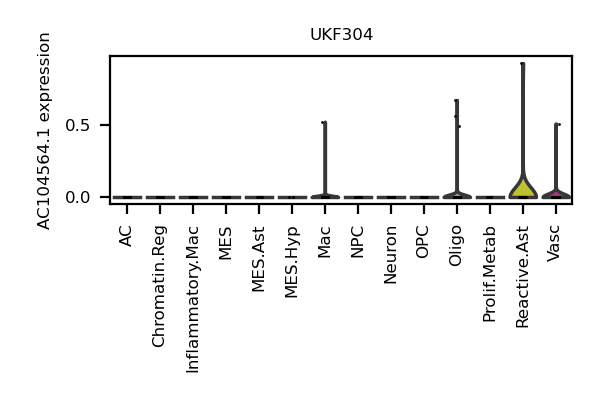 UKF304
AC104564.1 expression
0.5
0.0
AC
Chromatin.Reg
Inflammatory.Mac
MES
MES.Ast
MES.Hyp
Mac
NPC
Neuron
OPC
Oligo
Prolif.Metab
Reactive.Ast
Vasc